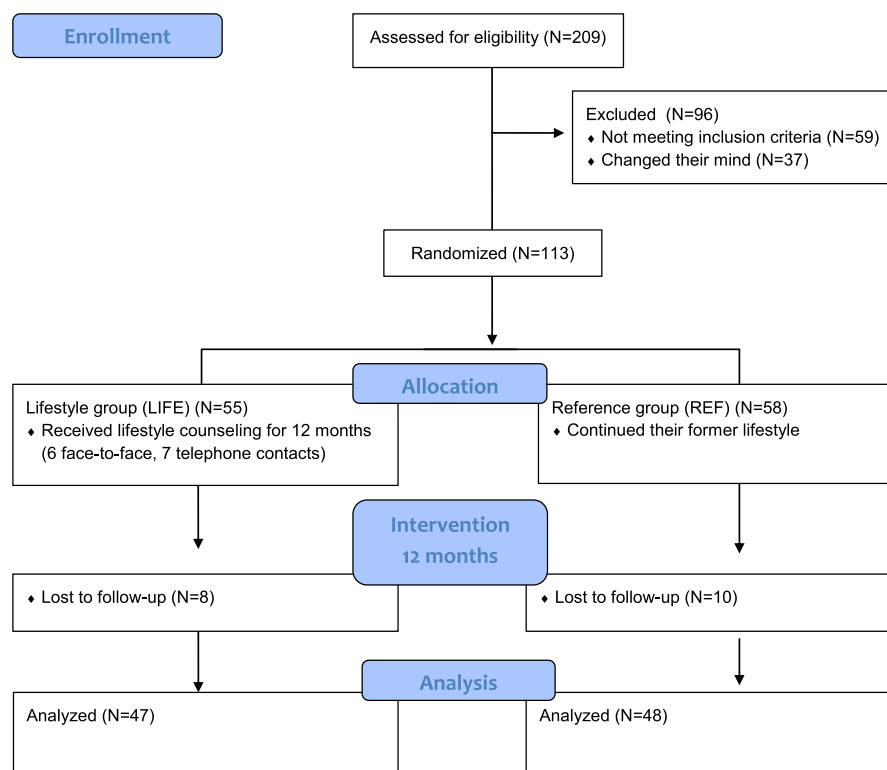 Enrollment
Assessed for eligibility (N=209)
Excluded (N=96)
♦ Not meeting inclusion criteria (N=59)
♦ Changed their mind (N=37)
Randomized (N=113)
Allocation
Lifestyle group (LIFE) (N=55)
♦ Received lifestyle counseling for 12 months
(6 face-to-face, 7 telephone contacts)
Reference group (REF) (N=58)
♦ Continued their former lifestyle
Intervention
12 months
♦ Lost to follow-up (N=8)
♦ Lost to follow-up (N=10)
Analysis
Analyzed (N=47)
Analyzed (N=48)